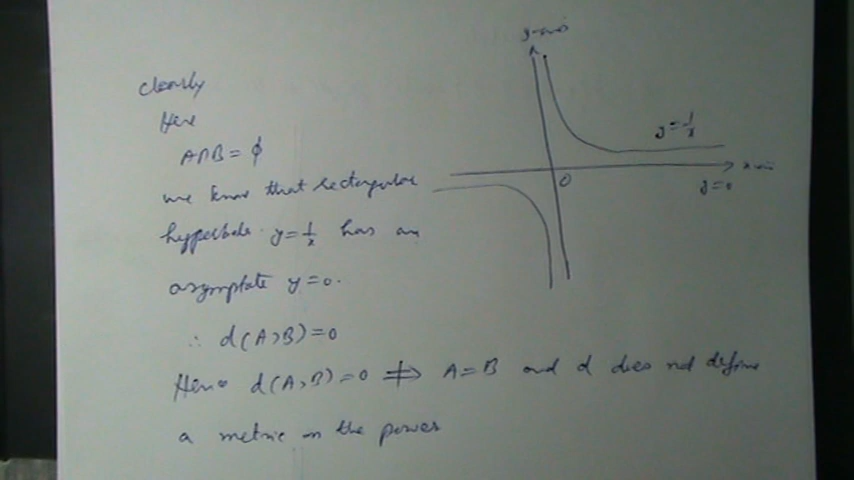 y-axis
clearly
Here
A∩B = ϕ
y = 1/x
x-axis
O
y=0
we know that rectangular
hyperbola y = 1/x has an
asymptate y=0.
∴ d(A,B)=0
Hence d(A,B)=0 ⇏ A=B and d does not define
a metric on the power